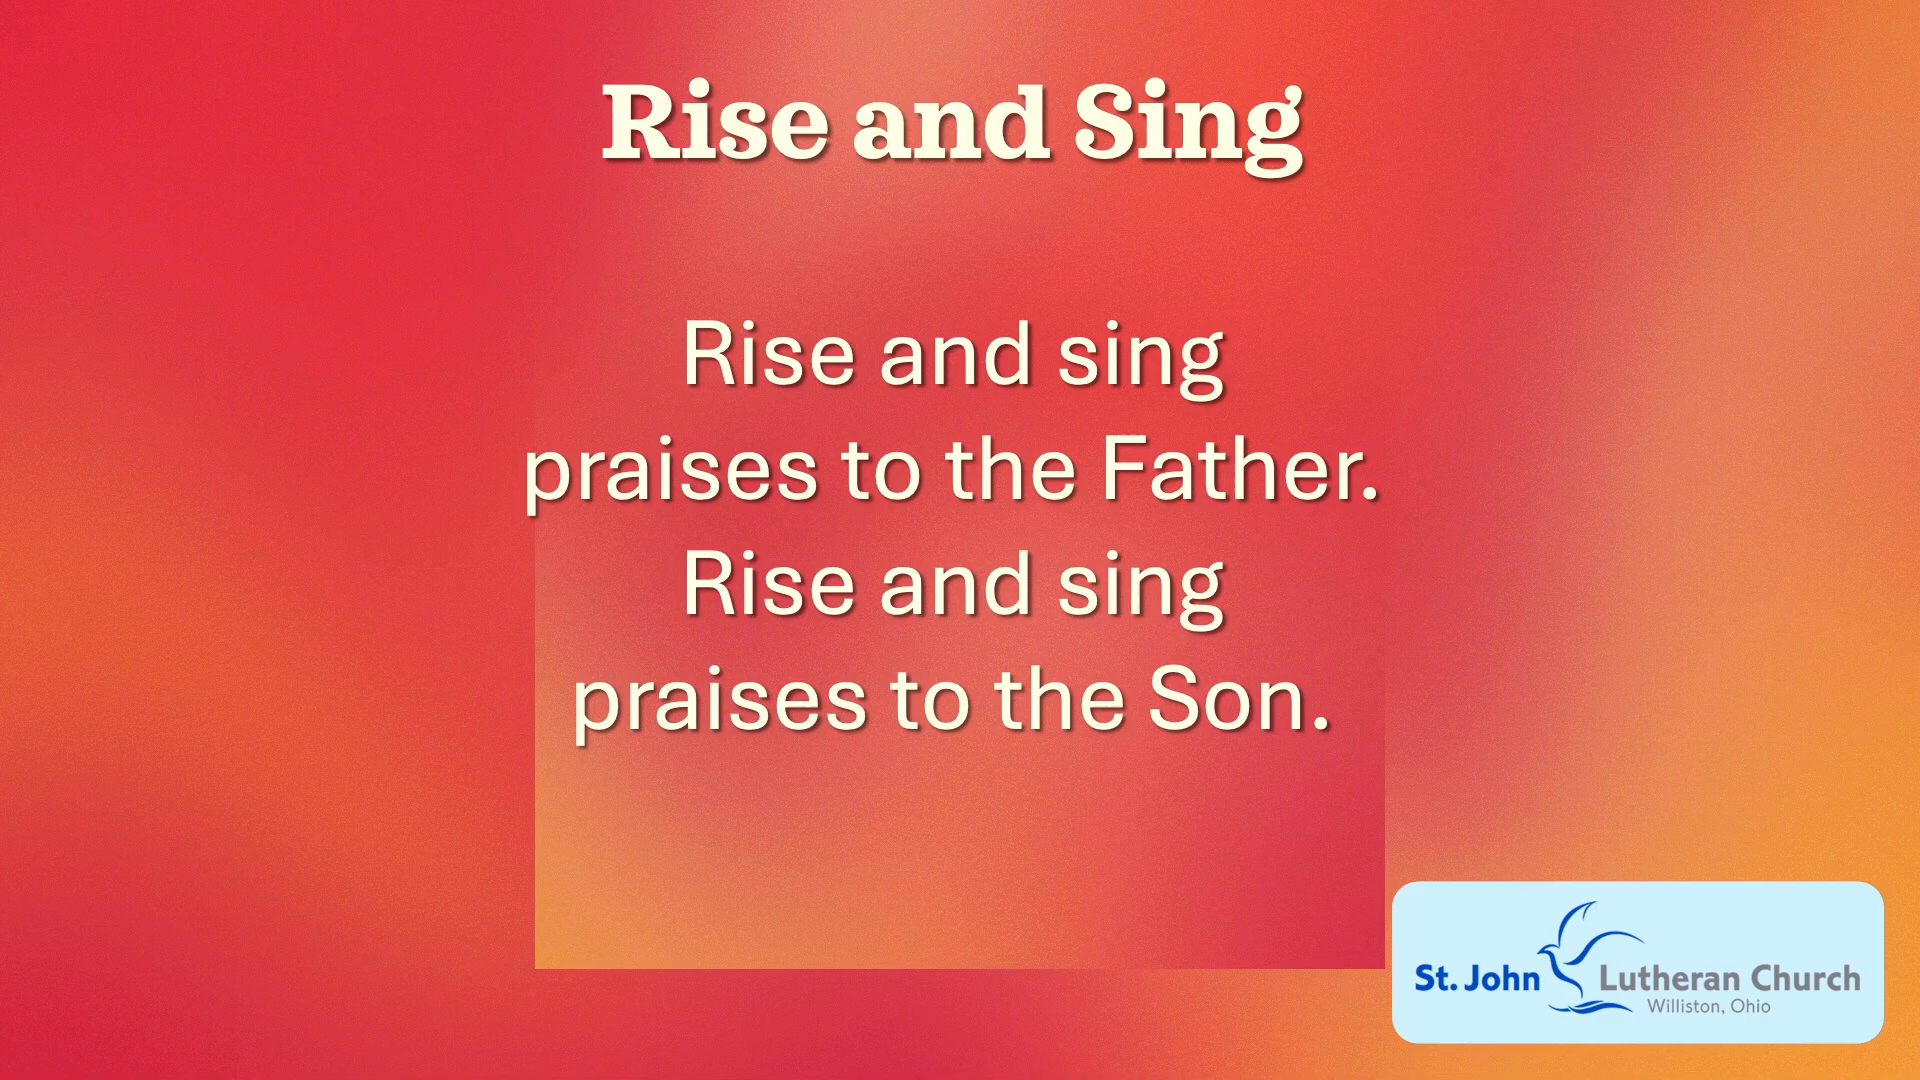 Rise and Sing
Rise and sing
praises to the Father.
Rise and sing
praises to the Son.
St. John Lutheran Church
Williston, Ohio